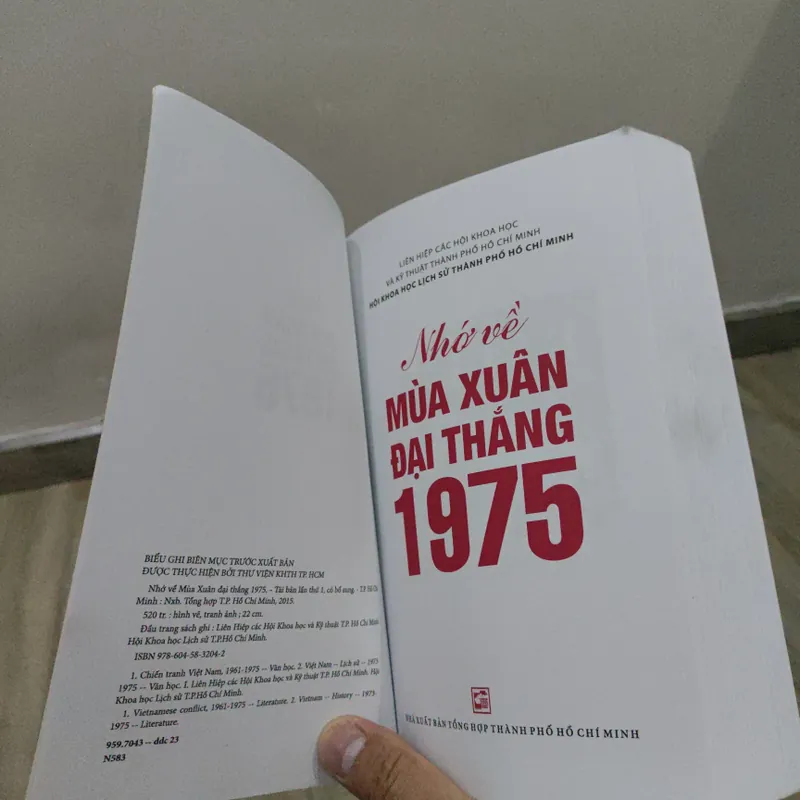 BIỂU GHI BIÊN MỤC TRƯỚC XUẤT BẢN
ĐƯỢC THỰC HIỆN BỞI THƯ VIỆN KHTH TP. HCM
Nhớ về Mùa Xuân đại thắng 1975. - Tái bản lần thứ 1, có bổ sung. - T.P. Hồ Chí
Minh : Nxb. Tổng hợp T.P. Hồ Chí Minh, 2015.
520 tr. : hình vẽ, tranh ảnh ; 22 cm.
Đầu trang sách ghi : Liên Hiệp các Hội Khoa học và Kỹ thuật T.P. Hồ Chí Minh.
Hội Khoa học Lịch sử T.P.Hồ Chí Minh.
ISBN 978-604-58-3204-2
1. Chiến tranh Việt Nam, 1961-1975 -- Văn học. 2. Việt Nam -- Lịch sử -- 1973-
1975 -- Văn học. I. Liên Hiệp các Hội Khoa học và Kỹ thuật T.P. Hồ Chí Minh. Hội
Khoa học Lịch sử T.P.Hồ Chí Minh.
1. Vietnamese conflict, 1961-1975 -- Literature. 2. Vietnam -- History -- 1973-
1975 -- Literature.
959.7043 -- ddc 23
N583
LIÊN HIỆP CÁC HỘI KHOA HỌC
VÀ KỸ THUẬT THÀNH PHỐ HỒ CHÍ MINH
HỘI KHOA HỌC LỊCH SỬ THÀNH PHỐ HỒ CHÍ MINH
Nhớ về
MÙA XUÂN
ĐẠI THẮNG
1975
NHÀ XUẤT BẢN TỔNG HỢP THÀNH PHỐ HỒ CHÍ MINH